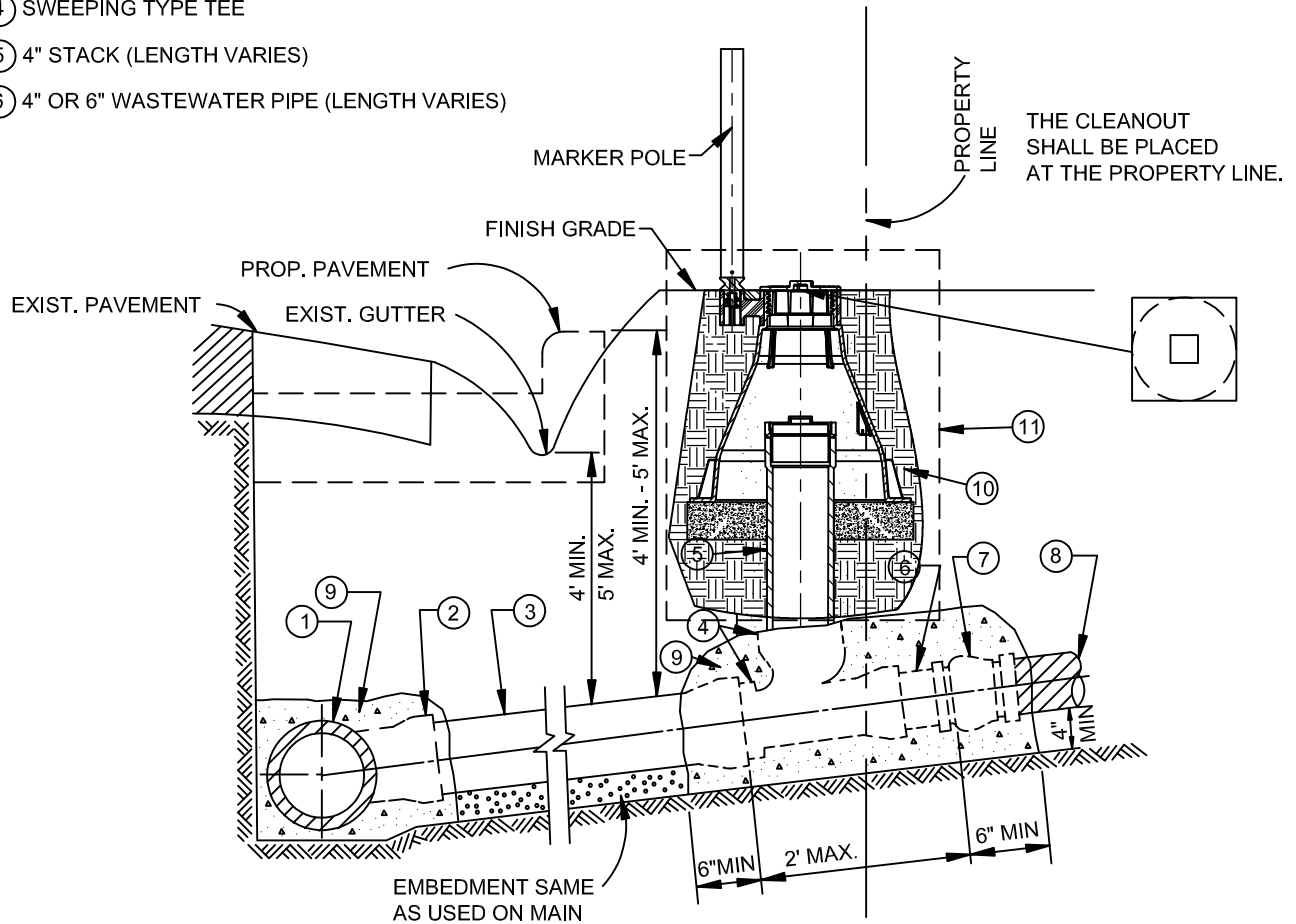 4 SWEEPING TYPE TEE
5 4" STACK (LENGTH VARIES)
6 4" OR 6" WASTEWATER PIPE (LENGTH VARIES)
MARKER POLE
PROPERTY
LINE
THE CLEANOUT
SHALL BE PLACED
AT THE PROPERTY LINE.
FINISH GRADE
PROP. PAVEMENT
EXIST. PAVEMENT
EXIST. GUTTER
4' MIN.
5' MAX.
4' MIN. - 5' MAX.
11
10
5
6
7
8
9
1
2
3
4
9
4"
MIN
6"MIN
2' MAX.
6" MIN
EMBEDMENT SAME
AS USED ON MAIN